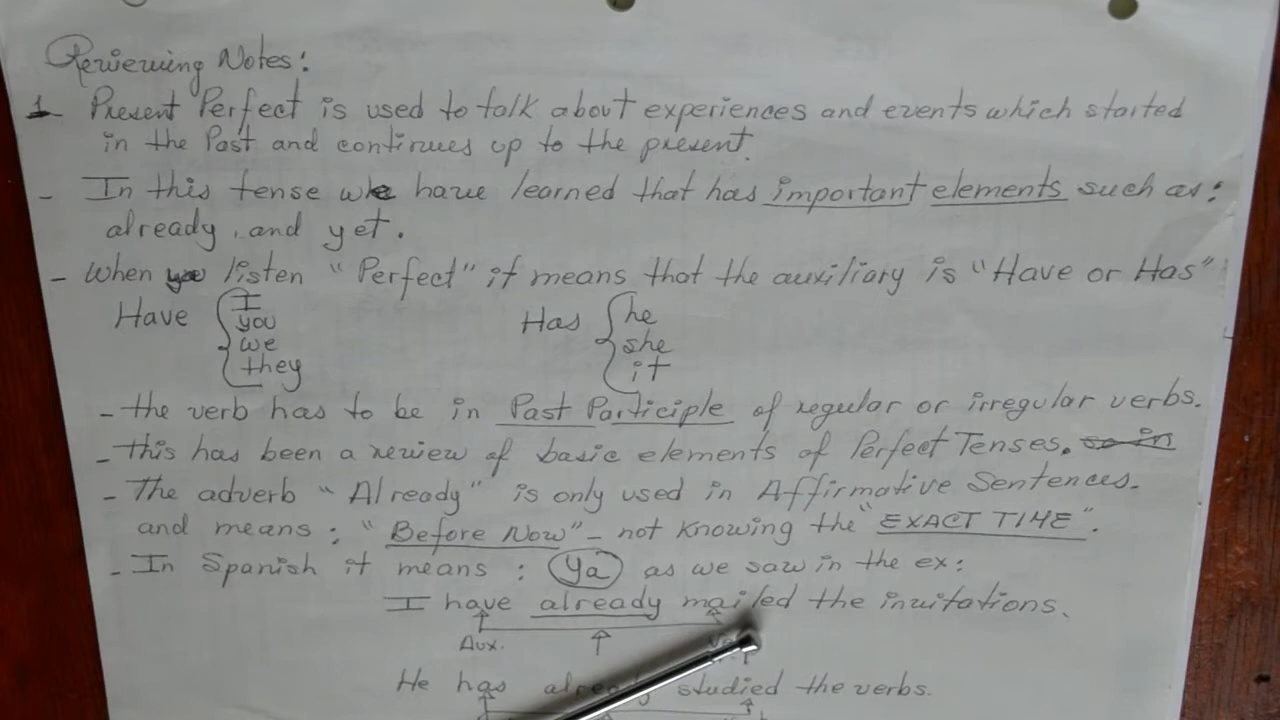 Reviewing Notes:
1 Present Perfect is used to talk about experiences and events which started
in the Past and continues up to the present.
- In this tense we have learned that has important elements such as:
already, and yet.
- When you listen "Perfect" it means that the auxiliary is "Have or Has"
Have { I you we they Has { he she it
- the verb has to be in Past Participle of regular or irregular verbs.
- this has been a review of basic elements of Perfect Tenses. so in
- The adverb "Already" is only used in Affirmative Sentences.
and means: "Before Now" - not knowing the "EXACT TIME".
- In Spanish it means: Ya as we saw in the ex:
I have already mailed the invitations.
Aux.
He has already studied the verbs.